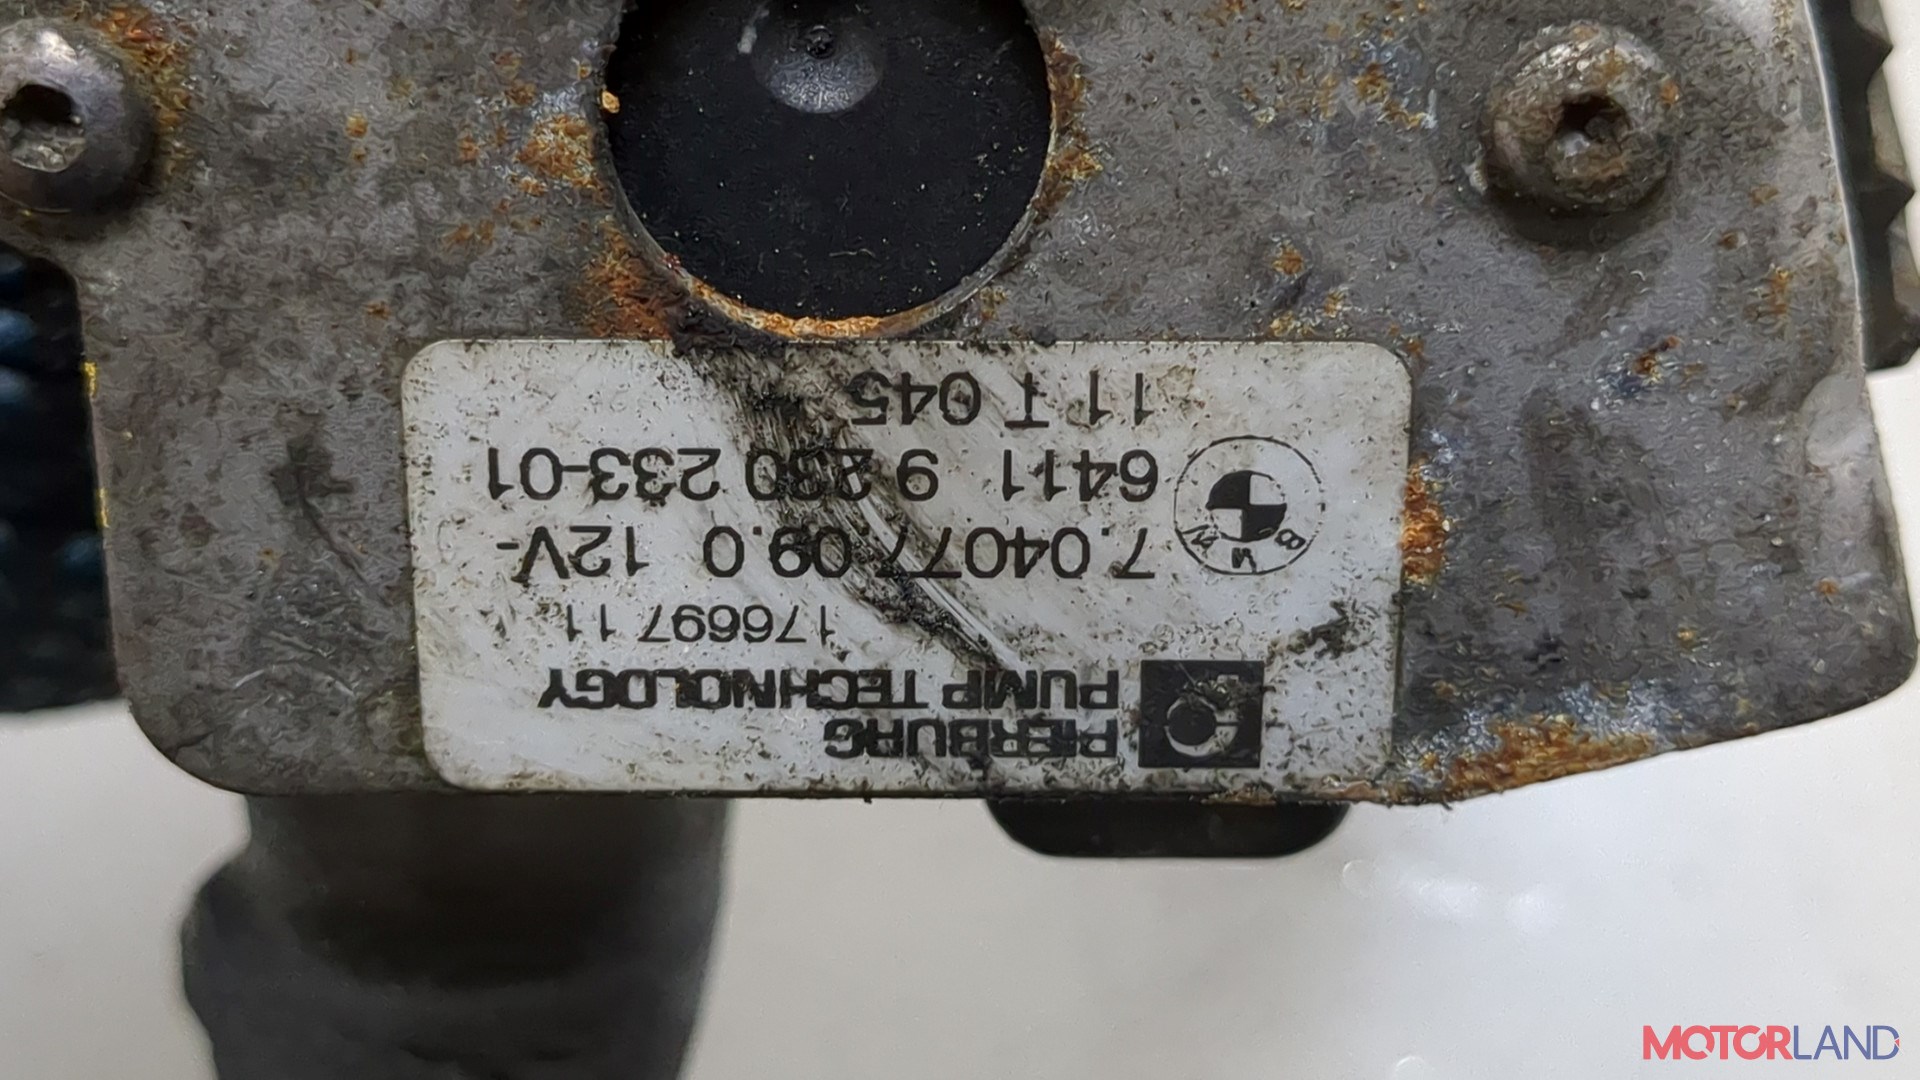 PIERBURG
PUMP TECHNOLOGY
176697 11
7.04077.09.0 12V-
BMW
6411 9 230 233-01
11 T 045
MOTORLAND